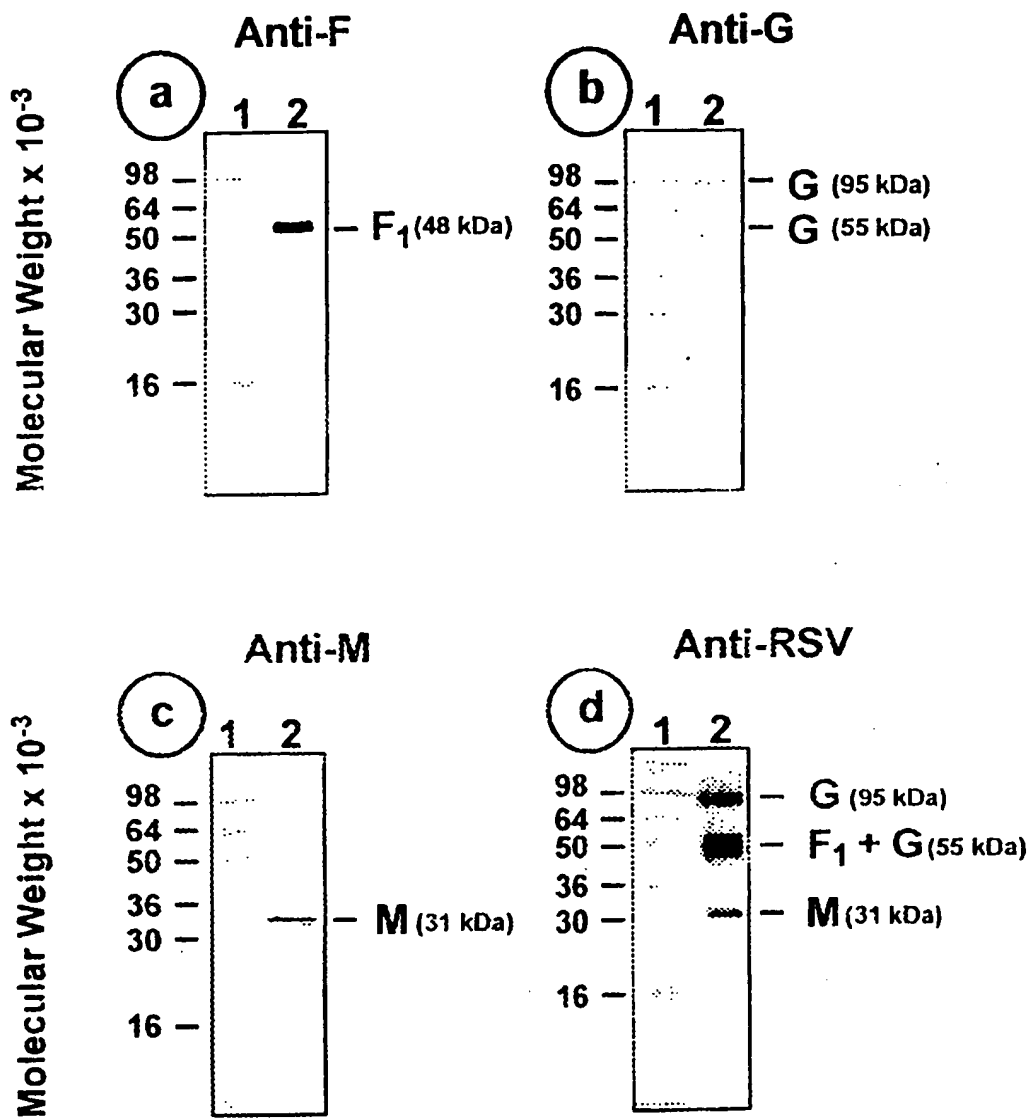 Anti-F
a
1 2
Molecular Weight x 10⁻³
98
64
50
36
30
16
F₁ (48 kDa)
Anti-G
b
1 2
98
64
50
36
30
16
G (95 kDa)
G (55 kDa)
Anti-M
c
1 2
Molecular Weight x 10⁻³
98
64
50
36
30
16
M (31 kDa)
Anti-RSV
d
1 2
98
64
50
36
30
16
G (95 kDa)
F₁ + G (55 kDa)
M (31 kDa)